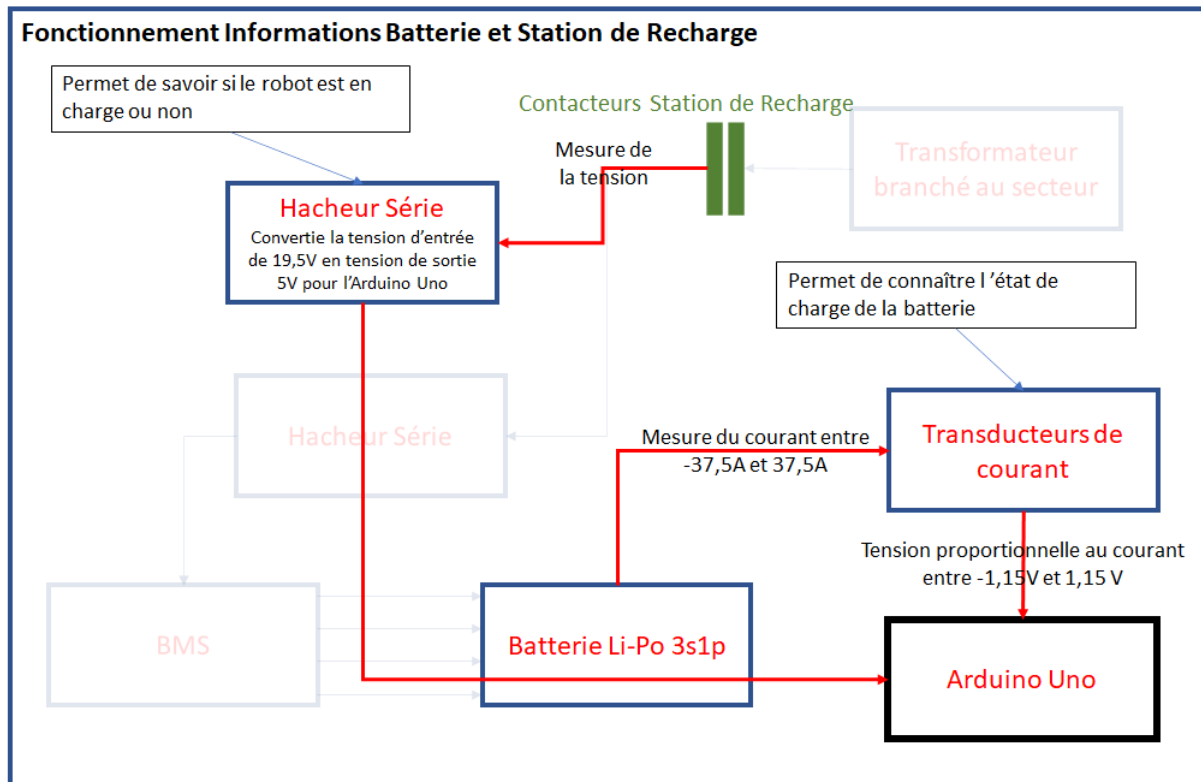 Fonctionnement Informations Batterie et Station de Recharge
Permet de savoir si le robot est en
charge ou non
Contacteurs Station de Recharge
Transformateur
branché au secteur
Mesure de
la tension
Hacheur Série
Convertie la tension d’entrée
de 19,5V en tension de sortie
5V pour l’Arduino Uno
Permet de connaître l ’état de
charge de la batterie
Hacheur Série
Mesure du courant entre
-37,5A et 37,5A
Transducteurs de
courant
Tension proportionnelle au courant
entre -1,15V et 1,15 V
BMS
Batterie Li-Po 3s1p
Arduino Uno